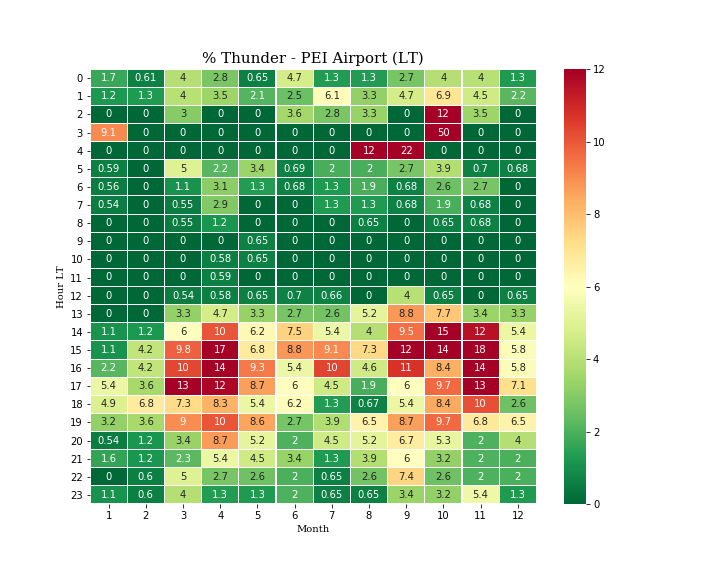 % Thunder - PEI Airport (LT)
0 1.7 0.61 4 2.8 0.65 4.7 1.3 1.3 2.7 4 4 1.3
1 1.2 1.3 4 3.5 2.1 2.5 6.1 3.3 4.7 6.9 4.5 2.2
2 0 0 3 0 0 3.6 2.8 3.3 0 12 3.5 0
3 9.1 0 0 0 0 0 0 0 0 50 0 0
4 0 0 0 0 0 0 0 12 22 0 0 0
5 0.59 0 5 2.2 3.4 0.69 2 2 2.7 3.9 0.7 0.68
6 0.56 0 1.1 3.1 1.3 0.68 1.3 1.9 0.68 2.6 2.7 0
7 0.54 0 0.55 2.9 0 0 1.3 1.3 0.68 1.9 0.68 0
8 0 0 0.55 1.2 0 0 0 0.65 0 0.65 0.68 0
9 0 0 0 0 0.65 0 0 0 0 0 0 0
10 0 0 0 0.58 0.65 0 0 0 0 0 0 0
11 0 0 0 0.59 0 0 0 0 0 0 0 0
12 0 0 0.54 0.58 0.65 0.7 0.66 0 4 0.65 0 0.65
13 0 0 3.3 4.7 3.3 2.7 2.6 5.2 8.8 7.7 3.4 3.3
14 1.1 1.2 6 10 6.2 7.5 5.4 4 9.5 15 12 5.4
15 1.1 4.2 9.8 17 6.8 8.8 9.1 7.3 12 14 18 5.8
16 2.2 4.2 10 14 9.3 5.4 10 4.6 11 8.4 14 5.8
17 5.4 3.6 13 12 8.7 6 4.5 1.9 6 9.7 13 7.1
18 4.9 6.8 7.3 8.3 5.4 6.2 1.3 0.67 5.4 8.4 10 2.6
19 3.2 3.6 9 10 8.6 2.7 3.9 6.5 8.7 9.7 6.8 6.5
20 0.54 1.2 3.4 8.7 5.2 2 4.5 5.2 6.7 5.3 2 4
21 1.6 1.2 2.3 5.4 4.5 3.4 1.3 3.9 6 3.2 2 2
22 0 0.6 5 2.7 2.6 2 0.65 2.6 7.4 2.6 2 2
23 1.1 0.6 4 1.3 1.3 2 0.65 0.65 3.4 3.2 5.4 1.3
1 2 3 4 5 6 7 8 9 10 11 12
Month
Hour LT
12
10
8
6
4
2
0